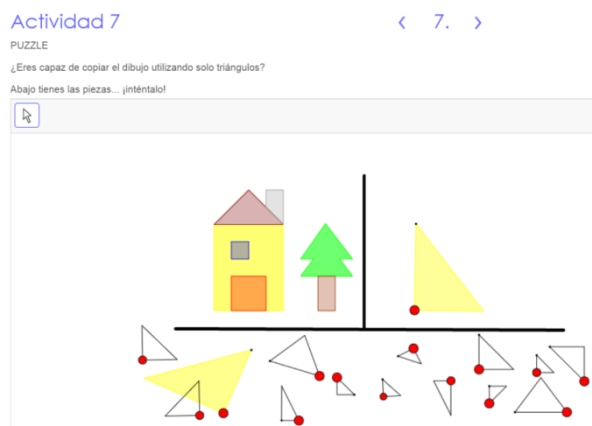 Actividad 7
7.
PUZZLE
¿Eres capaz de copiar el dibujo utilizando solo triángulos?
Abajo tienes las piezas... ¡inténtalo!